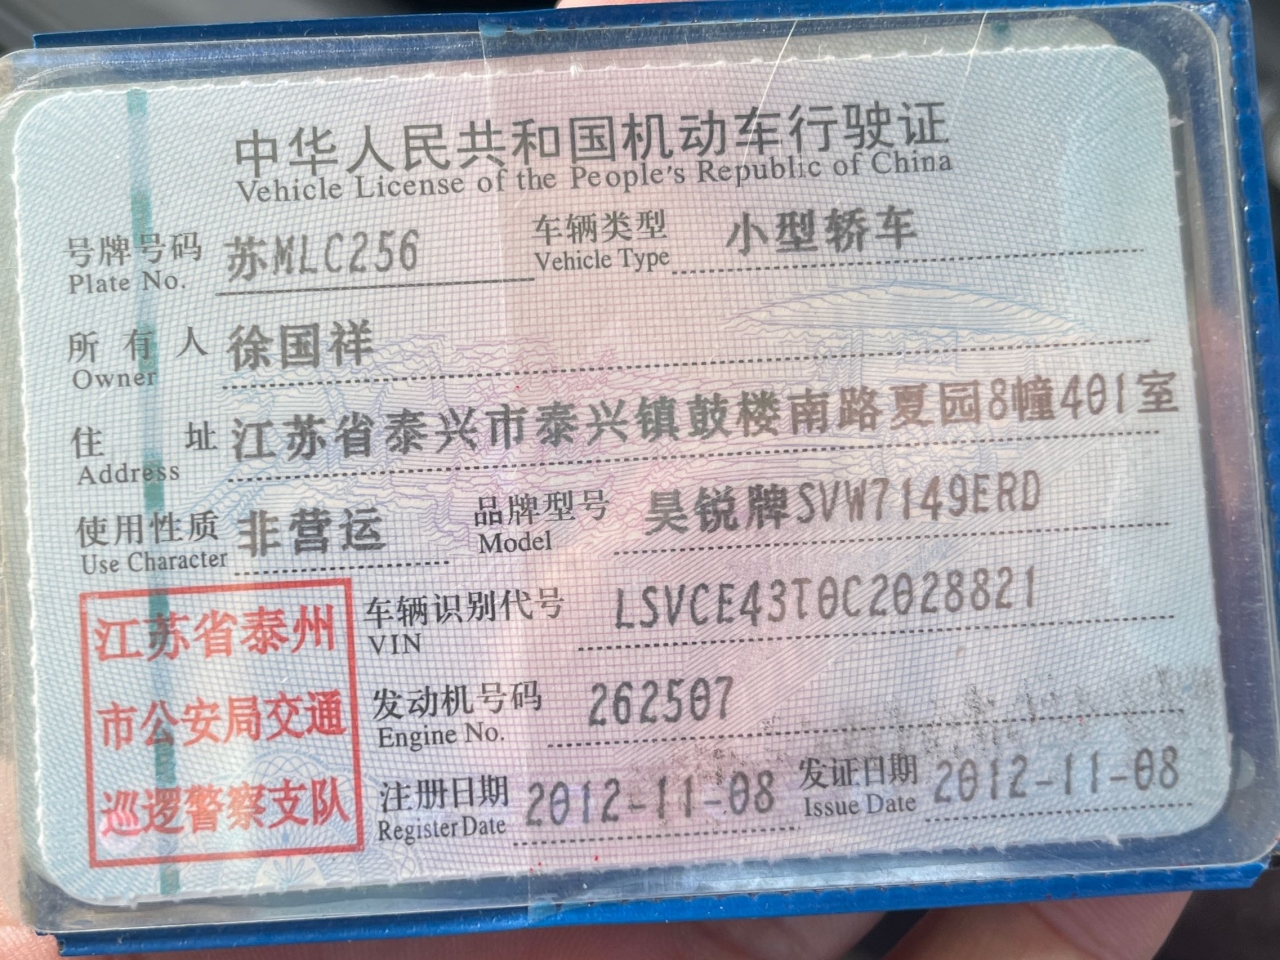 中华人民共和国机动车行驶证
Vehicle License of the People's Republic of China
号牌号码 苏MLC256 车辆类型 小型轿车
Plate No. Vehicle Type
所有人 徐国祥
Owner
住址 江苏省泰兴市泰兴镇鼓楼南路夏园8幢401室
Address
使用性质 非营运 品牌型号 昊锐牌SVW7149ERD
Use Character Model
车辆识别代号 LSVCE43T0C2028821
VIN
发动机号码 262507
Engine No.
注册日期 2012-11-08 发证日期 2012-11-08
Register Date Issue Date
江苏省泰州
市公安局交通
巡逻警察支队